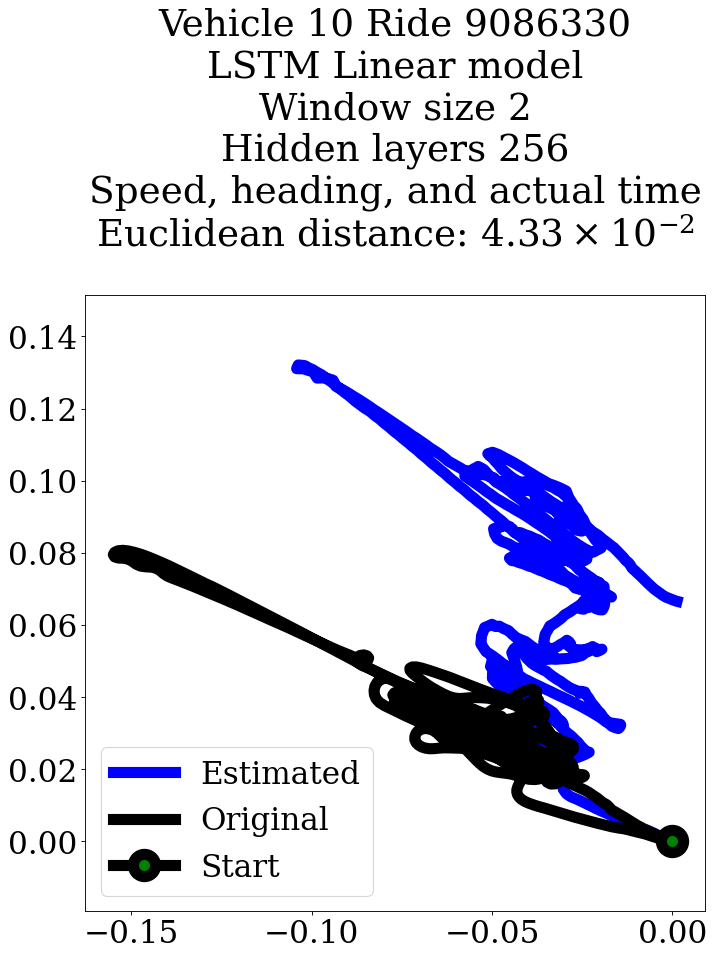 Vehicle 10 Ride 9086330
LSTM Linear model
Window size 2
Hidden layers 256
Speed, heading, and actual time
Euclidean distance: 4.33 × 10⁻²
0.14
0.12
0.10
0.08
0.06
0.04
0.02
0.00
Estimated
Original
Start
−0.15 −0.10 −0.05 0.00